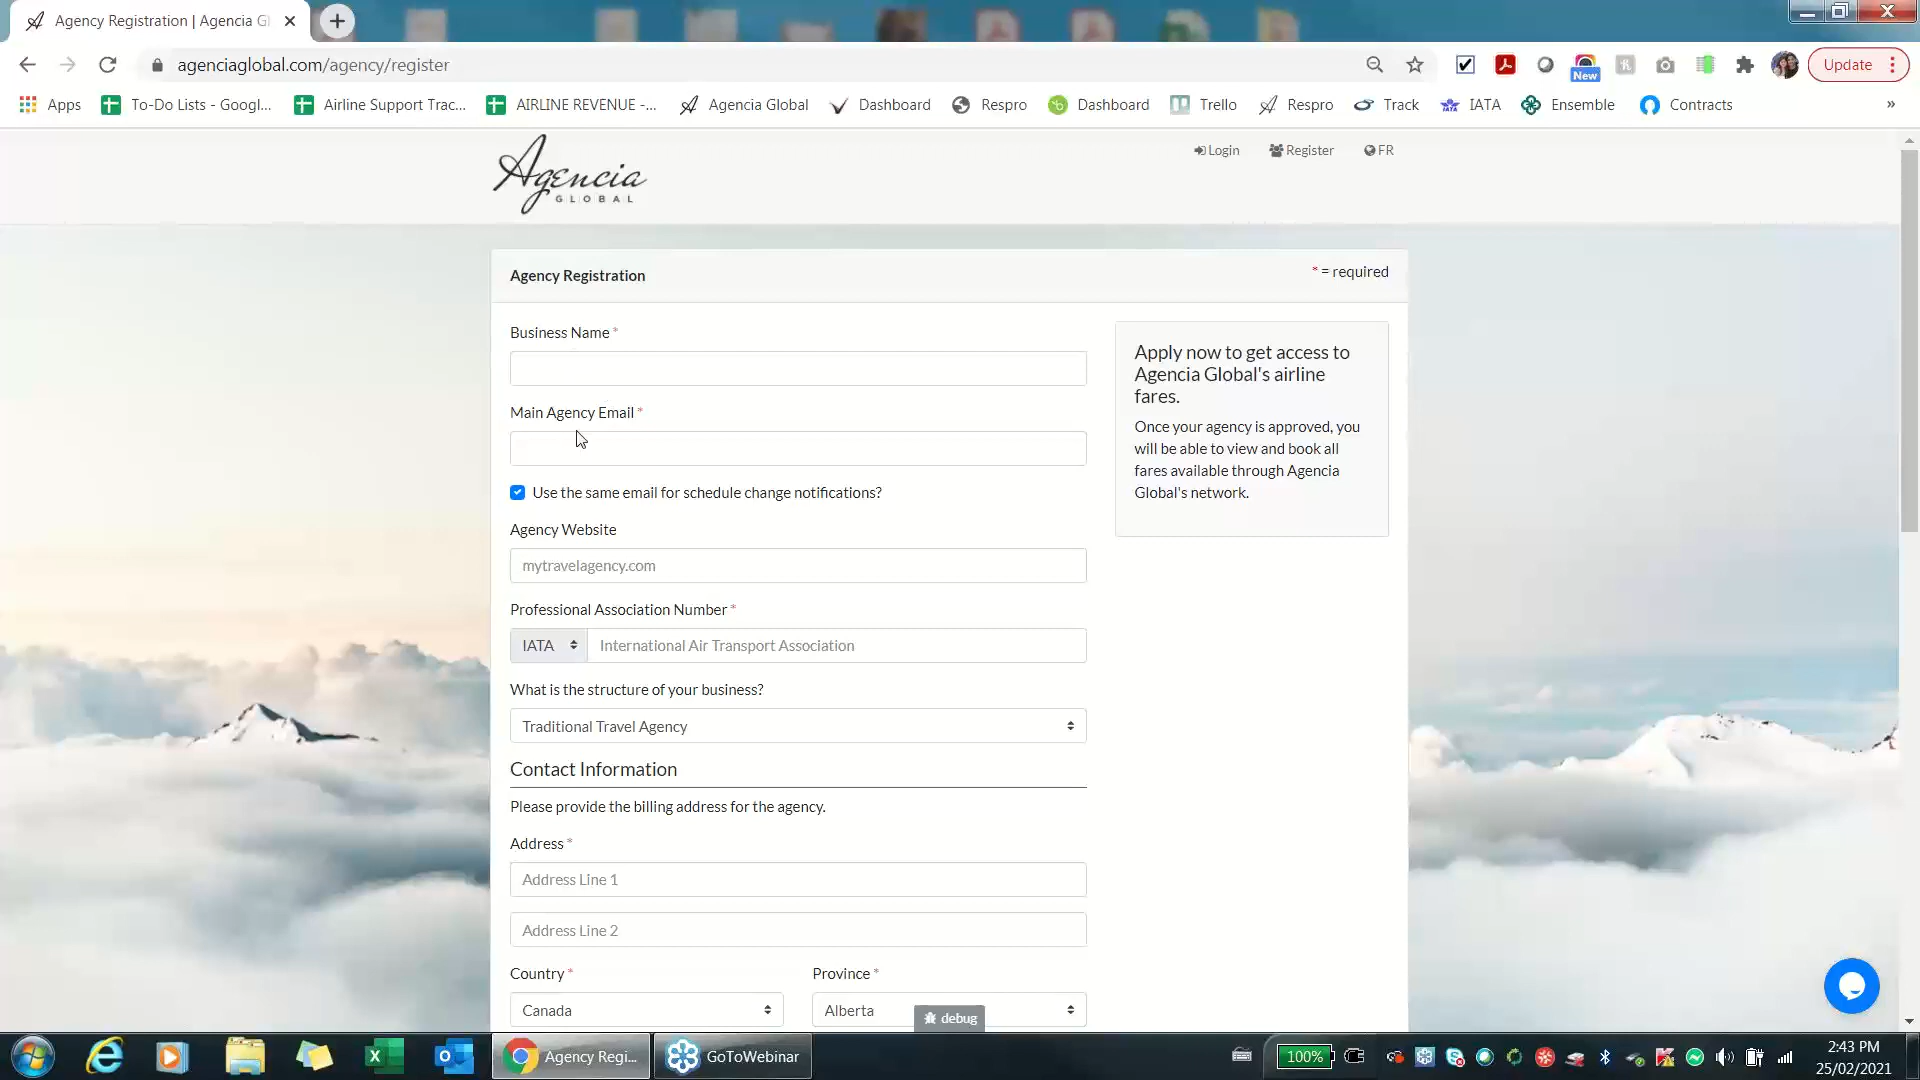 Agency Registration | Agencia Gl
agenciaglobal.com/agency/register
New
Update
Apps
To-Do Lists - Googl...
Airline Support Trac...
AIRLINE REVENUE -...
Agencia Global
Dashboard
Respro
Dashboard
Trello
Respro
Track
IATA
Ensemble
Contracts
»
Agencia
GLOBAL
Login
Register
FR
Agency Registration
* = required
Business Name *
Main Agency Email *
Use the same email for schedule change notifications?
Agency Website
mytravelagency.com
Professional Association Number *
IATA
International Air Transport Association
What is the structure of your business?
Traditional Travel Agency
Contact Information
Please provide the billing address for the agency.
Address *
Address Line 1
Address Line 2
Country *
Province *
Canada
Alberta
Apply now to get access to
Agencia Global's airline
fares.
Once your agency is approved, you
will be able to view and book all
fares available through Agencia
Global's network.
debug
Agency Regi...
GoToWebinar
100%
2:43 PM
25/02/2021